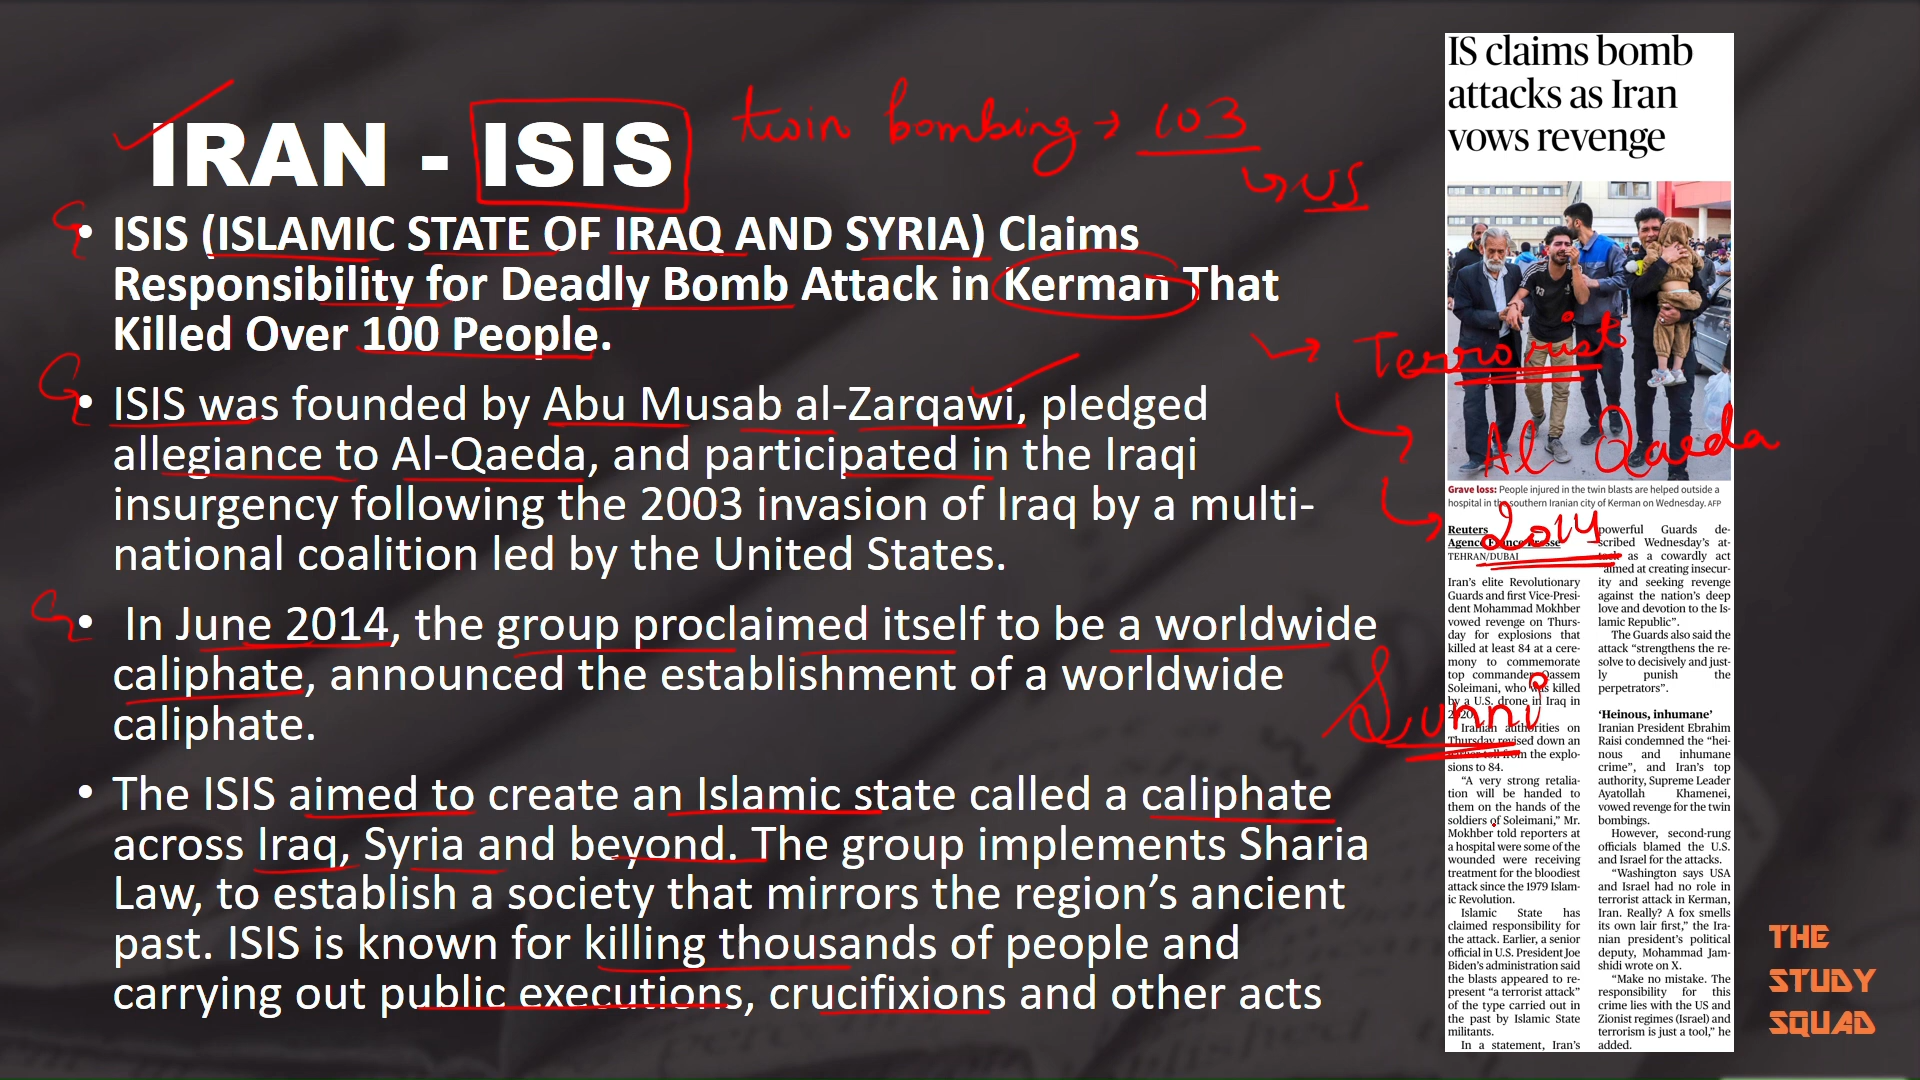 IRAN - ISIS
twin bombing → 103
↳ US
• ISIS (ISLAMIC STATE OF IRAQ AND SYRIA) Claims
Responsibility for Deadly Bomb Attack in Kerman That
Killed Over 100 People.
• ISIS was founded by Abu Musab al-Zarqawi, pledged
allegiance to Al-Qaeda, and participated in the Iraqi
insurgency following the 2003 invasion of Iraq by a multi-
national coalition led by the United States.
• In June 2014, the group proclaimed itself to be a worldwide
caliphate, announced the establishment of a worldwide
caliphate.
• The ISIS aimed to create an Islamic state called a caliphate
across Iraq, Syria and beyond. The group implements Sharia
Law, to establish a society that mirrors the region’s ancient
past. ISIS is known for killing thousands of people and
carrying out public executions, crucifixions and other acts
→ Terrorist
Al Qaeda
2014
Sunni
IS claims bomb
attacks as Iran
vows revenge
Grave loss: People injured in the twin blasts are helped outside a
hospital in the southern Iranian city of Kerman on Wednesday. AFP
Reuters
Agence France-Presse
TEHRAN/DUBAI
Iran’s elite Revolutionary
Guards and first Vice-Presi-
dent Mohammad Mokhber
vowed revenge on Thurs-
day for explosions that
killed at least 84 at a cere-
mony to commemorate
top commander Qassem
Soleimani, who was killed
by a U.S. drone in Iraq in
2020.
Iranian authorities on
Thursday revised down an
earlier toll from the explo-
sions to 84.
“A very strong retalia-
tion will be handed to
them on the hands of the
soldiers of Soleimani,” Mr.
Mokhber told reporters at
a hospital were some of the
wounded were receiving
treatment for the bloodiest
attack since the 1979 Islam-
ic Revolution.
Islamic State has
claimed responsibility for
the attack. Earlier, a senior
official in U.S. President Joe
Biden’s administration said
the blasts appeared to re-
present “a terrorist attack”
of the type carried out in
the past by Islamic State
militants.
In a statement, Iran’s
powerful Guards de-
scribed Wednesday’s at-
tack as a cowardly act
“aimed at creating insecur-
ity and seeking revenge
against the nation’s deep
love and devotion to the Is-
lamic Republic”.
The Guards also said the
attack “strengthens the re-
solve to decisively and just-
ly punish the
perpetrators”.
‘Heinous, inhumane’
Iranian President Ebrahim
Raisi condemned the “hei-
nous and inhumane
crime”, and Iran’s top
authority, Supreme Leader
Ayatollah Khamenei,
vowed revenge for the twin
bombings.
However, second-rung
officials blamed the U.S.
and Israel for the attacks.
“Washington says USA
and Israel had no role in
terrorist attack in Kerman,
Iran. Really? A fox smells
its own lair first,” the Ira-
nian president’s political
deputy, Mohammad Jam-
shidi wrote on X.
“Make no mistake. The
responsibility for this
crime lies with the US and
Zionist regimes (Israel) and
terrorism is just a tool,” he
added.
THE
STUDY
SQUAD